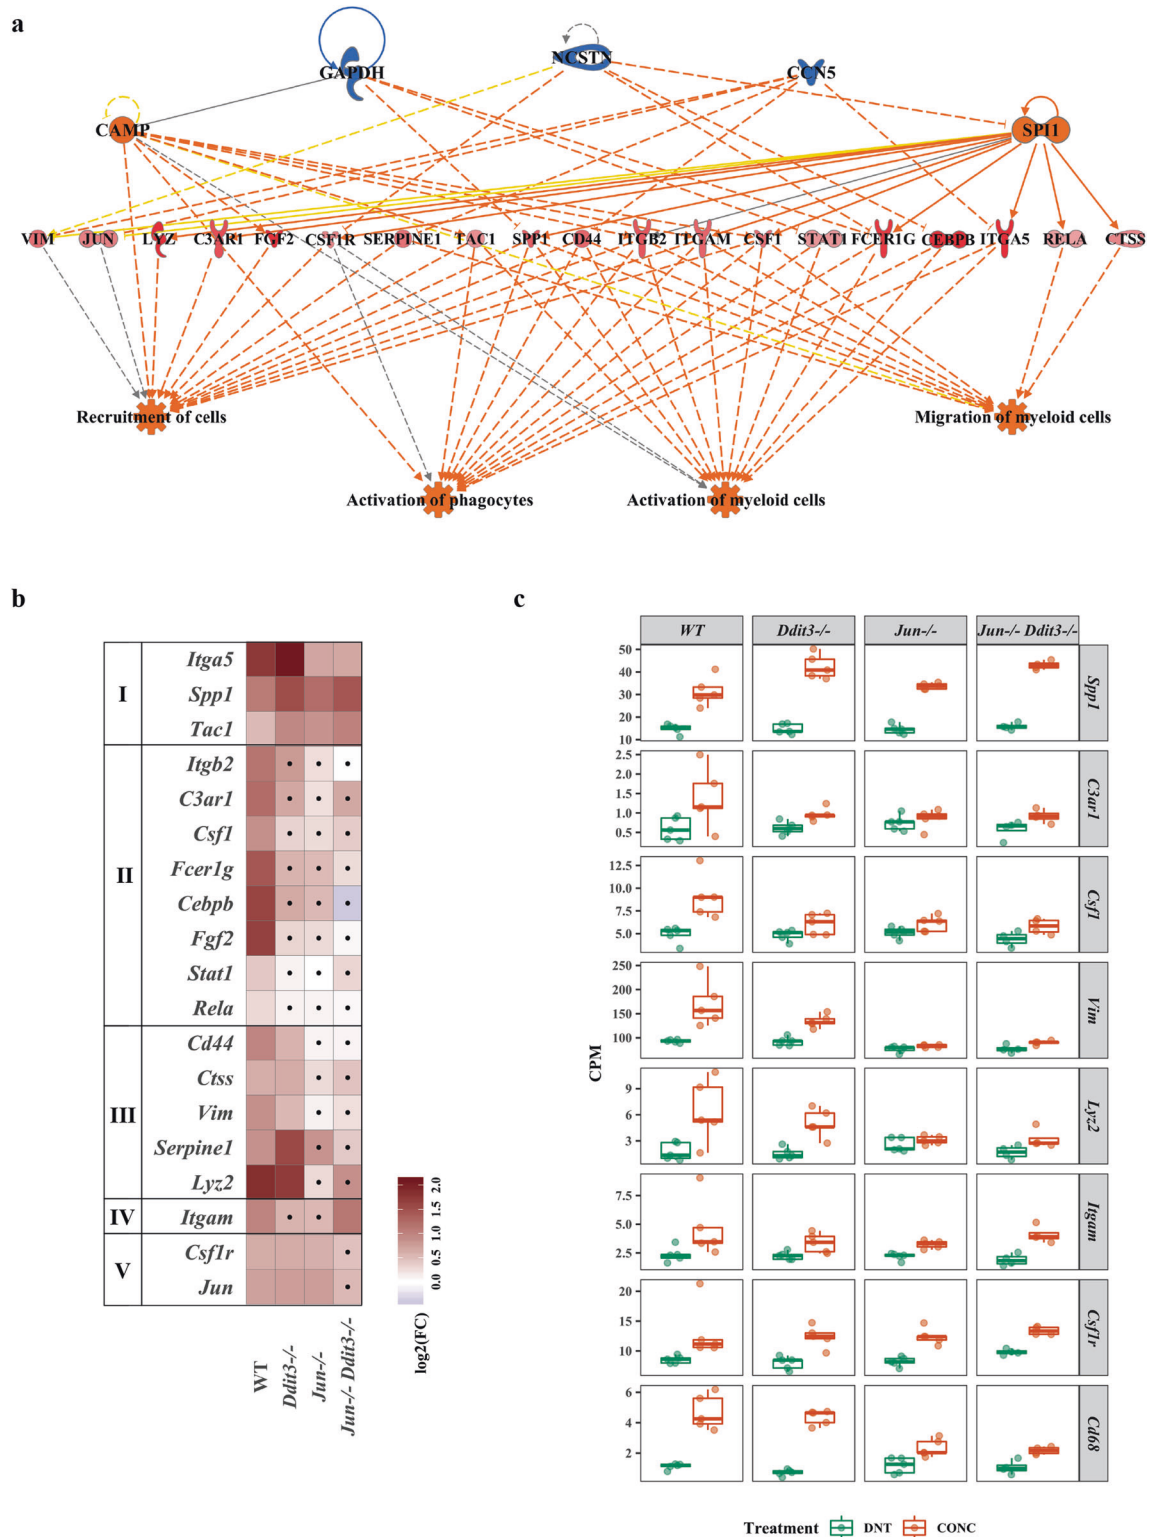 a
GAPDH
NCSTN
CCN5
CAMP
SPI1
VIM JUN LYZ C3AR1 FGF2 CSF1R SERPINE1 TAC1 SPP1 CD44 ITGB2 ITGAM CSF1 STAT1 FCER1G CEBPB ITGA5 RELA CTSS
Recruitment of cells
Migration of myeloid cells
Activation of phagocytes
Activation of myeloid cells
b
I
Itga5
Spp1
Tac1
II
Itgb2
C3ar1
Csf1
Fcer1g
Cebpb
Fgf2
Stat1
Rela
III
Cd44
Ctss
Vim
Serpine1
Lyz2
IV
Itgam
V
Csf1r
Jun
WT
Ddit3-/-
Jun-/-
Jun-/- Ddit3-/-
2.0
1.5
1.0
0.5
0.0
log2(FC)
c
WT
Ddit3-/-
Jun-/-
Jun-/- Ddit3-/-
50
40
30
20
10
Spp1
2.5
2.0
1.5
1.0
0.5
C3ar1
12.5
10.0
7.5
5.0
Csf1
250
200
150
100
Vim
CPM
9
6
3
Lyz2
7.5
5.0
2.5
Itgam
20
15
10
Csf1r
6
4
2
Cd68
Treatment DNT CONC